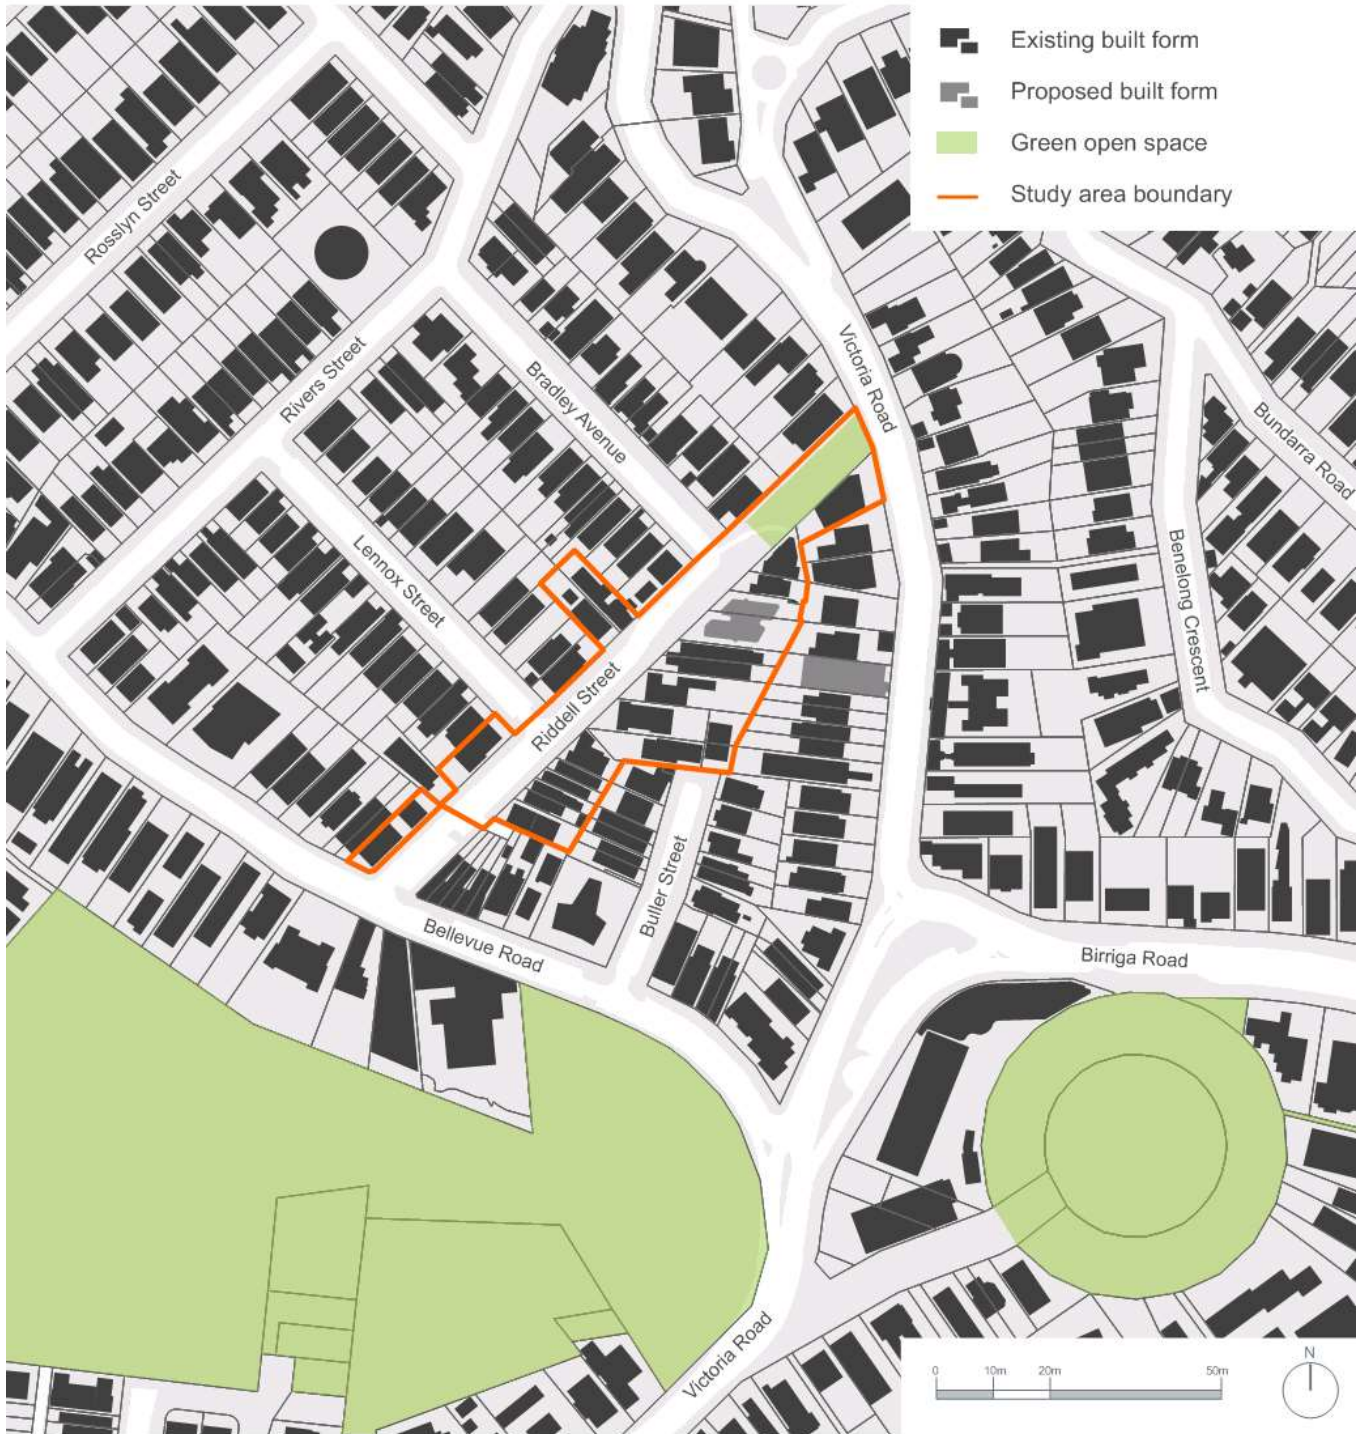 Existing built form
Proposed built form
Green open space
Study area boundary
Rosslyn Street
Rivers Street
Bradley Avenue
Victoria Road
Bundarra Road
Lennox Street
Benelong Crescent
Riddell Street
Buller Street
Bellevue Road
Birriga Road
Victoria Road
0 10m 20m 50m
N